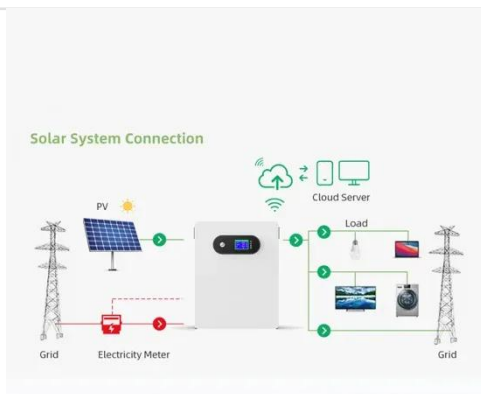 Solar System Connection
Cloud Server
PV
Load
Grid
Electricity Meter
Grid